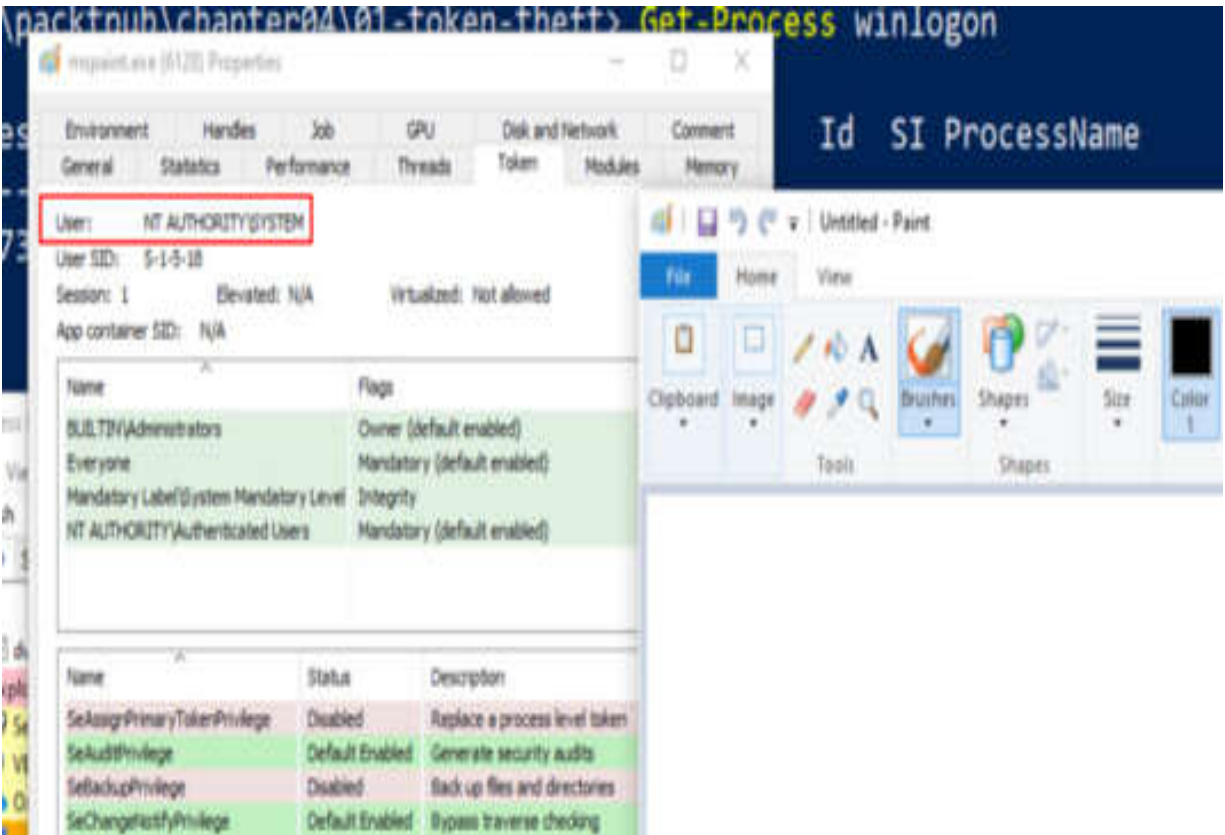 \packtpub\chapter04\01-token-theft> Get-Process winlogon
Id SI ProcessName
mspaint.exe (6128) Properties
Environment Handles Job GPU Disk and Network Comment
General Statistics Performance Threads Token Modules Memory
User: NT AUTHORITY\SYSTEM
User SID: S-1-5-18
Session: 1 Elevated: N/A Virtualized: Not allowed
App container SID: N/A
Name Flags
BUILTIN\Administrators Owner (default enabled)
Everyone Mandatory (default enabled)
Mandatory Label\System Mandatory Level Integrity
NT AUTHORITY\Authenticated Users Mandatory (default enabled)
Name Status Description
SeAssignPrimaryTokenPrivilege Disabled Replace a process level token
SeAuditPrivilege Default Enabled Generate security audits
SeBackupPrivilege Disabled Back up files and directories
SeChangeNotifyPrivilege Default Enabled Bypass traverse checking
Untitled - Paint
File Home View
Clipboard Image Brushes Shapes Size Color
1
Tools Shapes